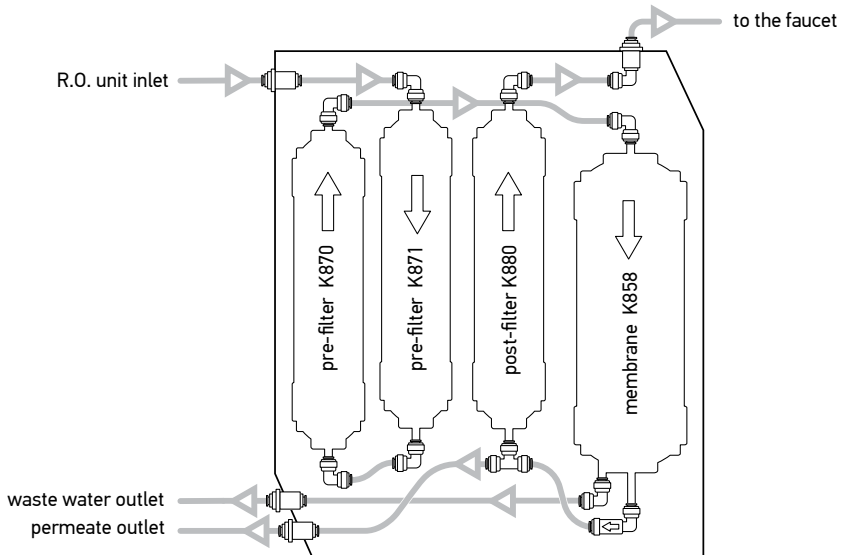 to the faucet
R.O. unit inlet
pre-filter K870
pre-filter K871
post-filter K880
membrane K858
waste water outlet
permeate outlet